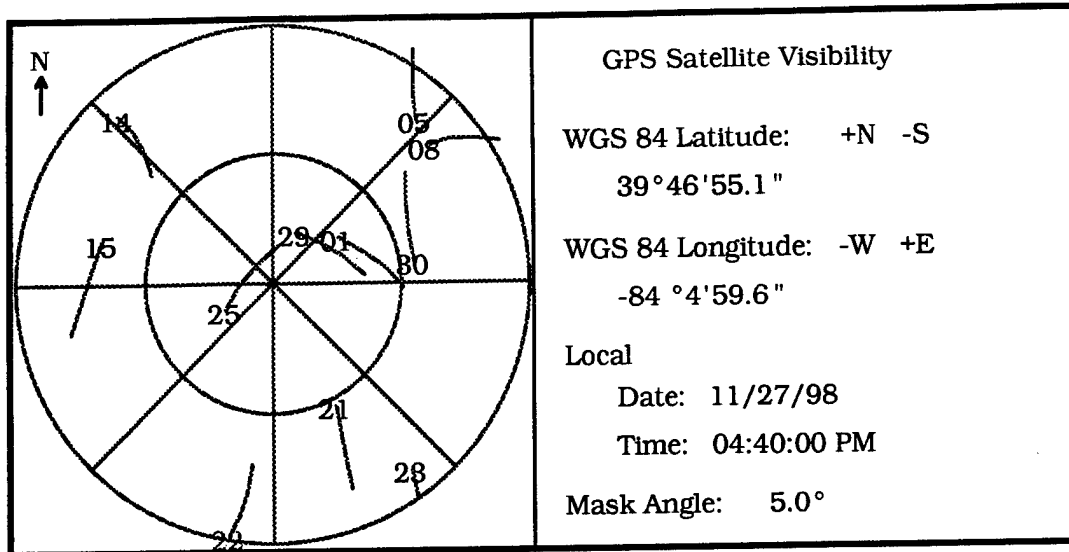 N
14
05
08
15
29
01
30
25
21
28
22
GPS Satellite Visibility
WGS 84 Latitude: +N -S
39°46'55.1"
WGS 84 Longitude: -W +E
-84 °4'59.6"
Local
Date: 11/27/98
Time: 04:40:00 PM
Mask Angle: 5.0°